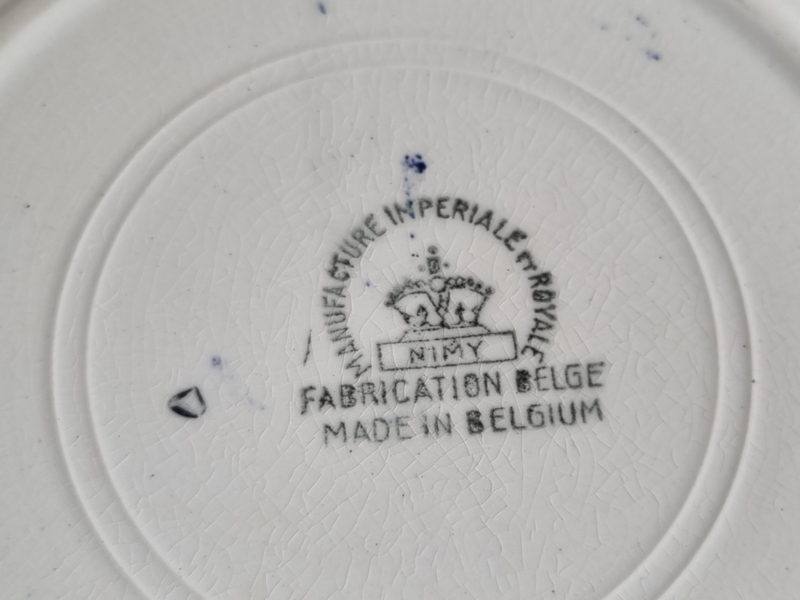 MANUFACTURE IMPERIALE ET ROYALE
NIMY
FABRICATION BELGE
MADE IN BELGIUM